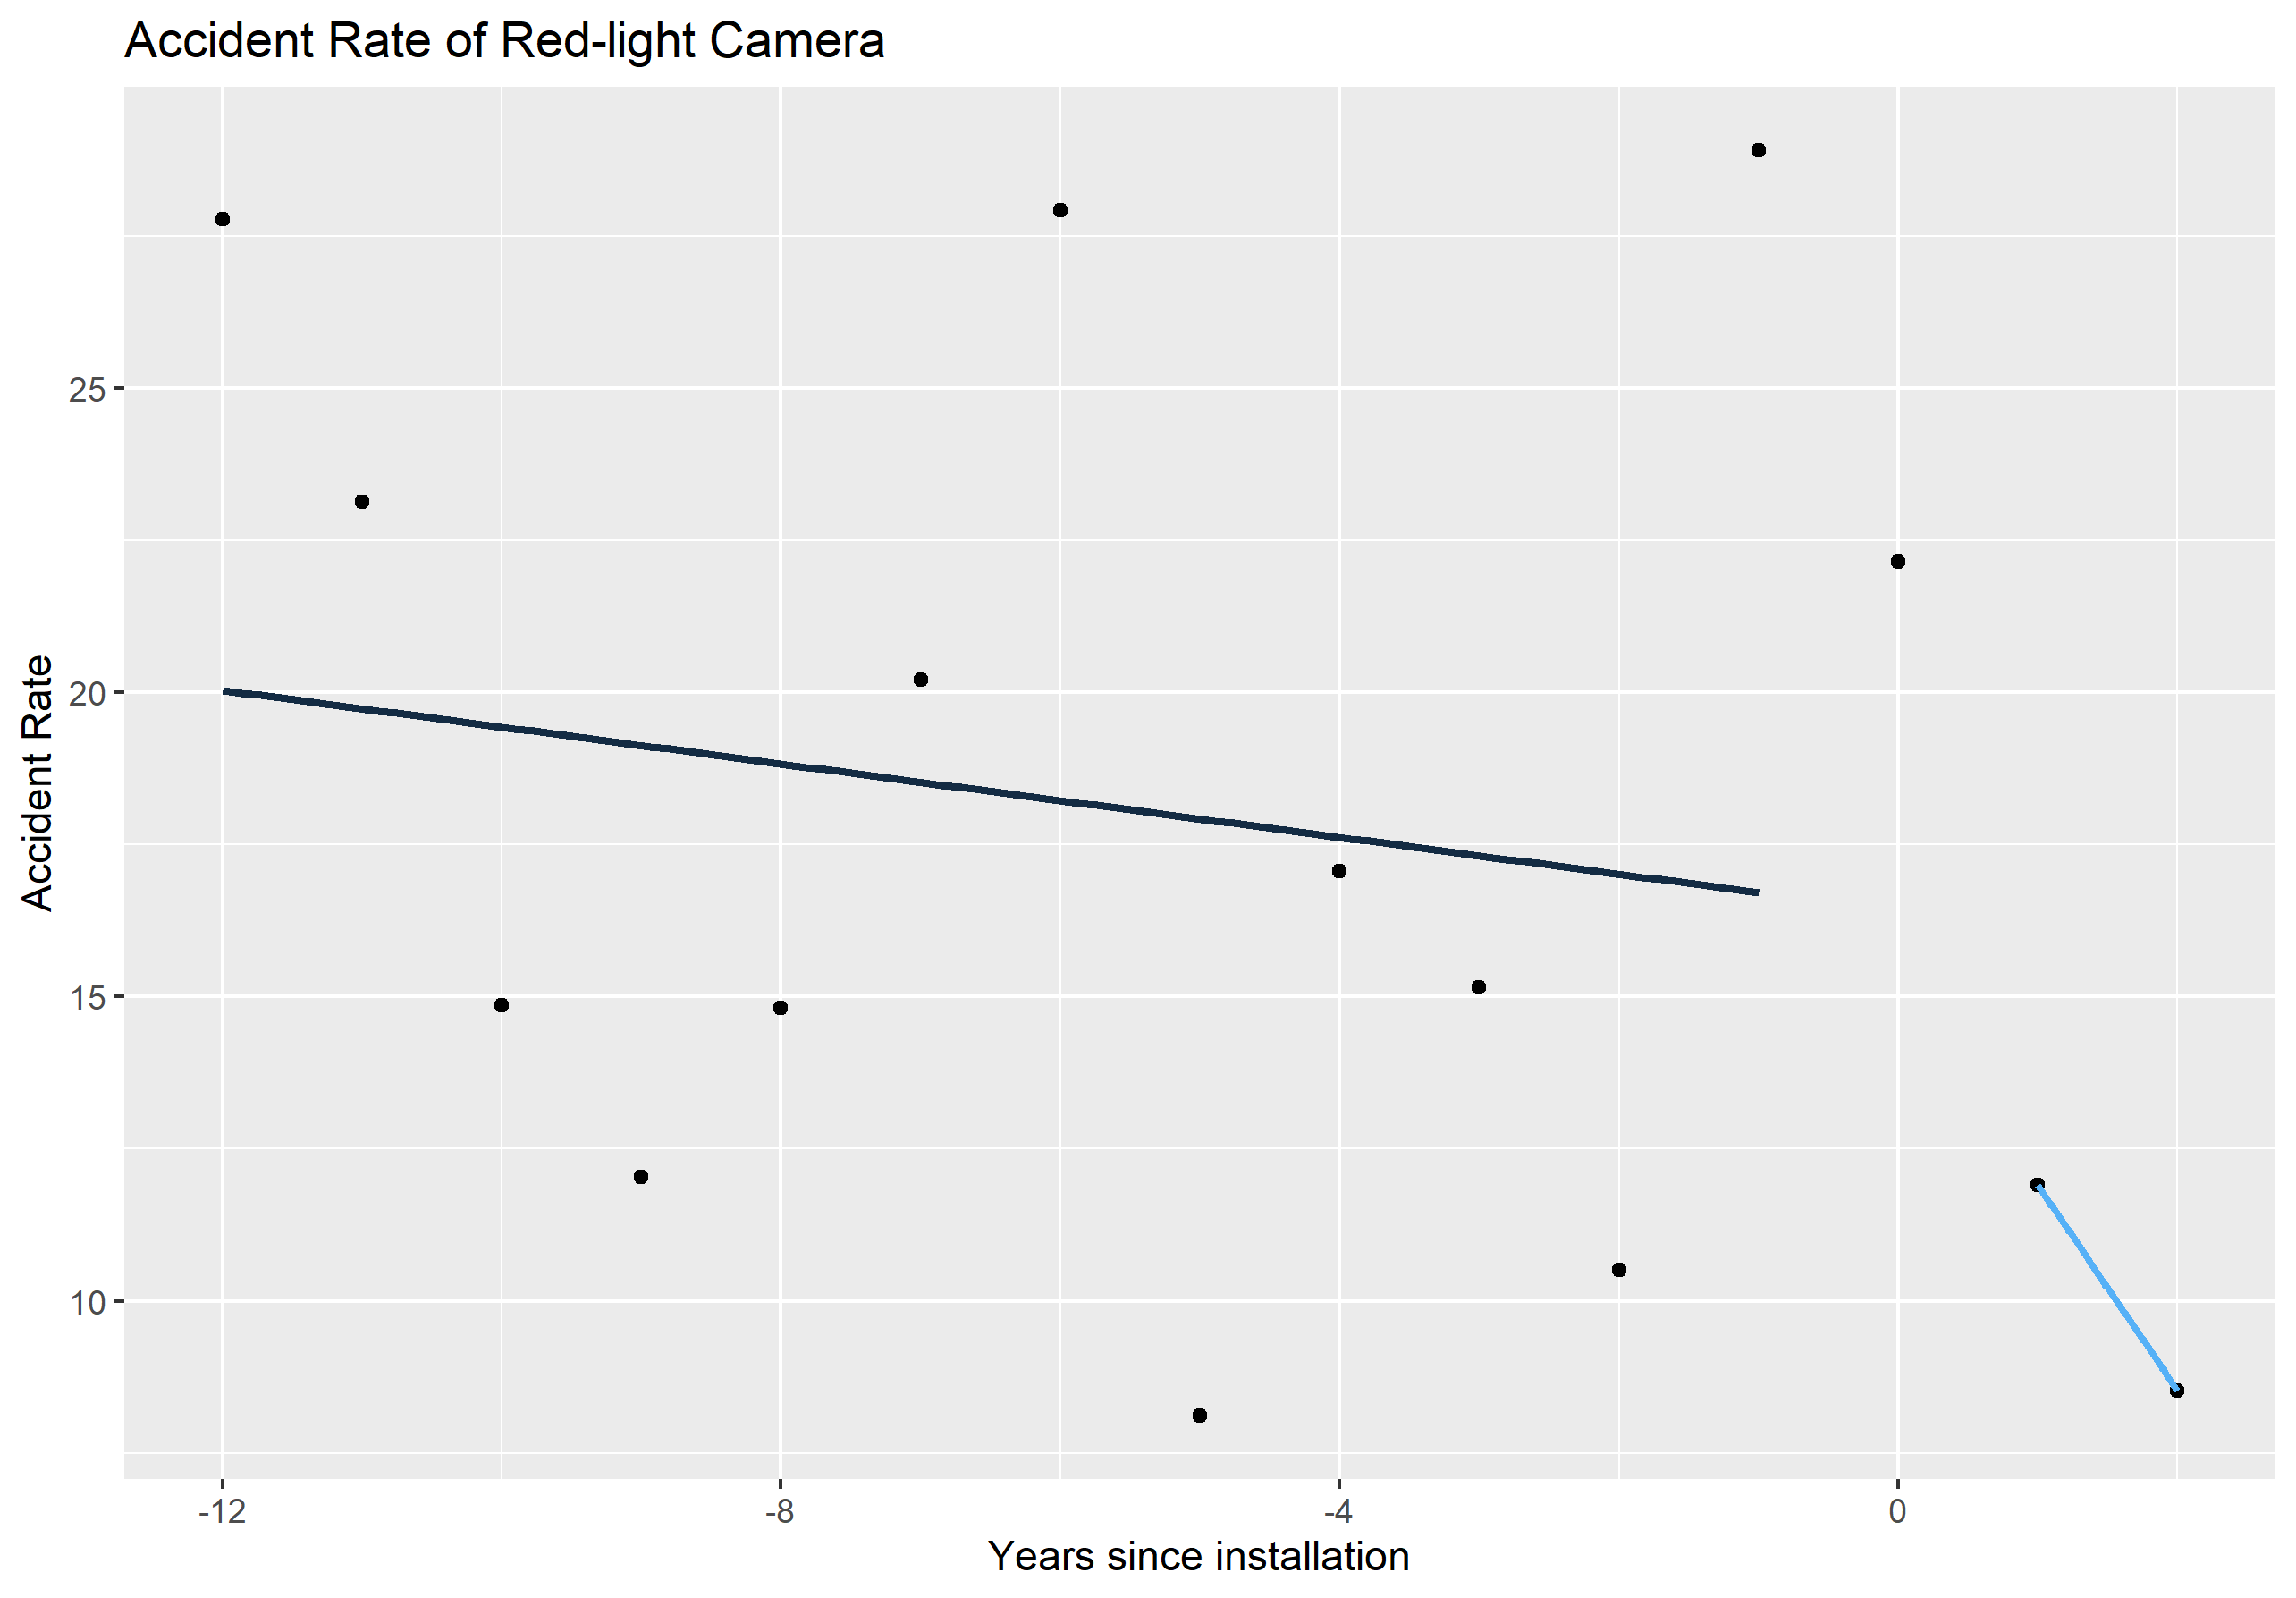 Accident Rate of Red-light Camera
Accident Rate
25
20
15
10
-12
-8
-4
0
Years since installation